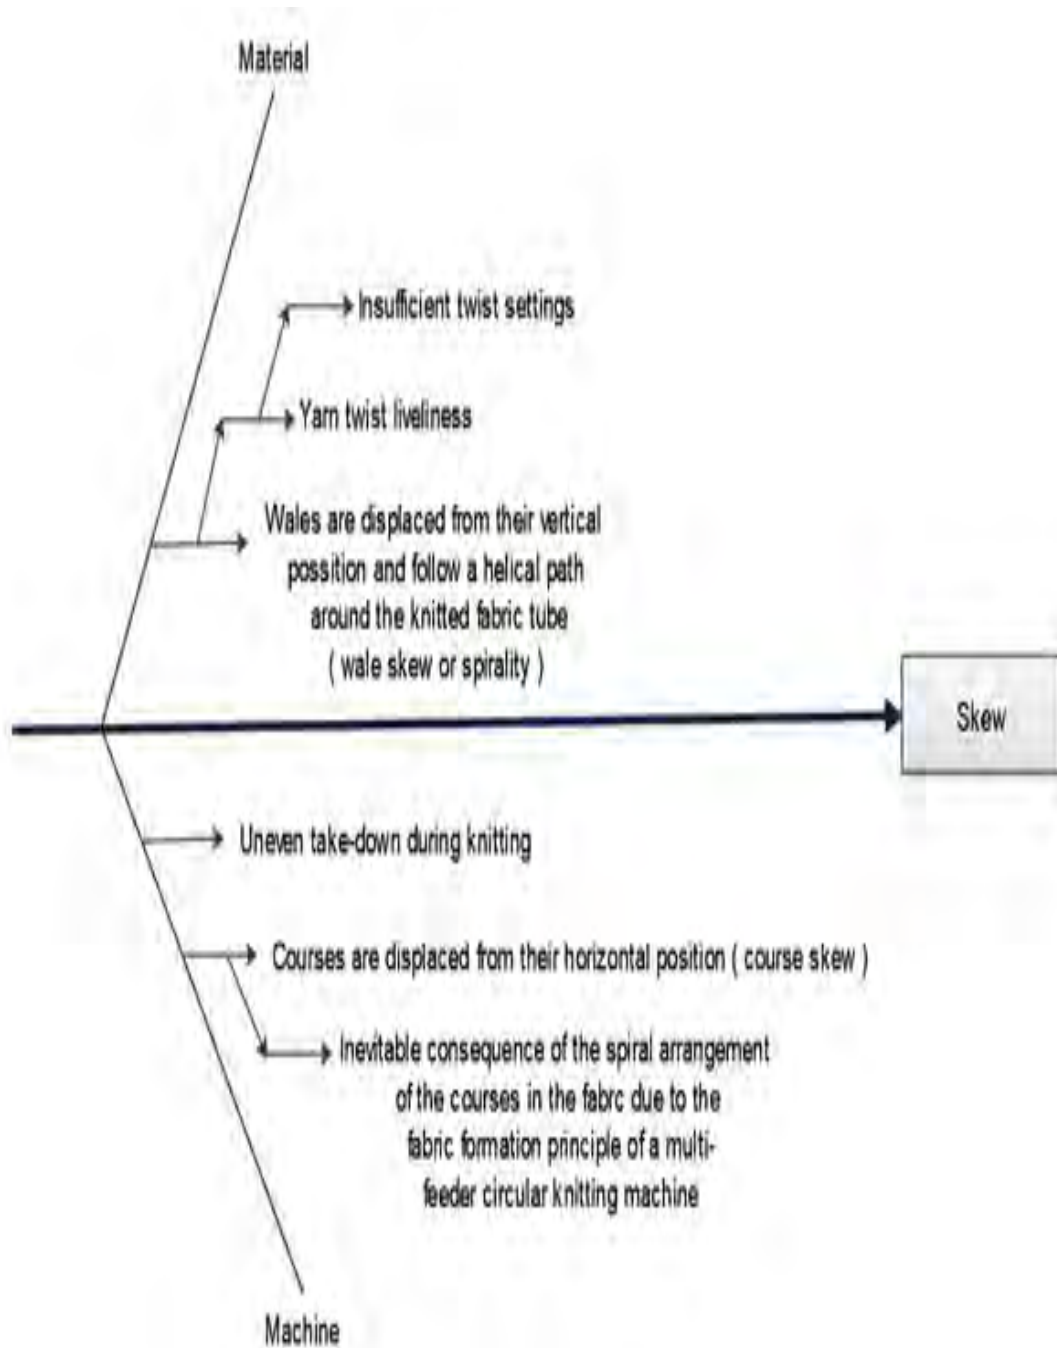 Material
Insufficient twist settings
Yarn twist liveliness
Wales are displaced from their vertical
possition and follow a helical path
around the knitted fabric tube
( wale skew or spirality )
Skew
Uneven take-down during knitting
Courses are displaced from their horizontal position ( course skew )
Inevitable consequence of the spiral arrangement
of the courses in the fabrc due to the
fabric formation principle of a multi-
feeder circular knitting machine
Machine